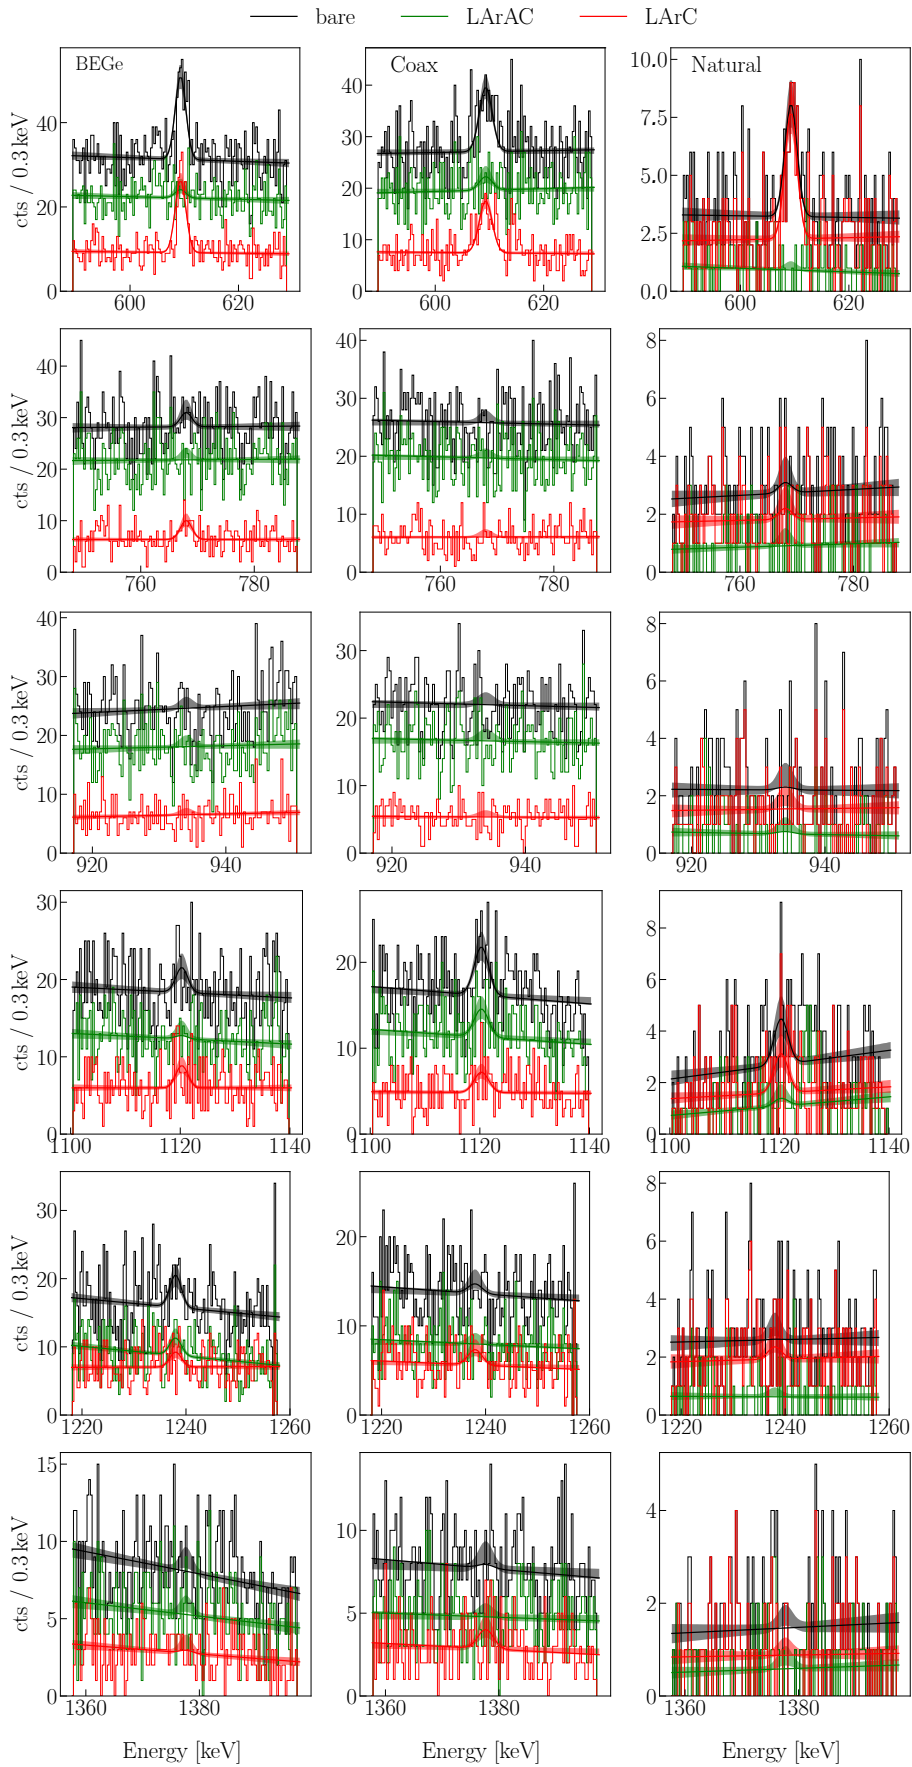 bare LArAC LArC
BEGe Coax Natural
cts / 0.3 keV
0 20 40
600 620
0 10 20 30 40
600 620
0.0 2.5 5.0 7.5 10.0
600 620
cts / 0.3 keV
0 10 20 30 40
760 780
0 10 20 30 40
760 780
0 2 4 6 8
760 780
cts / 0.3 keV
0 10 20 30 40
920 940
0 10 20 30
920 940
0 2 4 6 8
920 940
cts / 0.3 keV
0 10 20 30
1100 1120 1140
0 10 20
1100 1120 1140
0 2 4 6 8
1100 1120 1140
cts / 0.3 keV
0 10 20 30
1220 1240 1260
0 10 20
1220 1240 1260
0 2 4 6 8
1220 1240 1260
cts / 0.3 keV
0 5 10 15
1360 1380
0 5 10
1360 1380
0 2 4
1360 1380
Energy [keV] Energy [keV] Energy [keV]